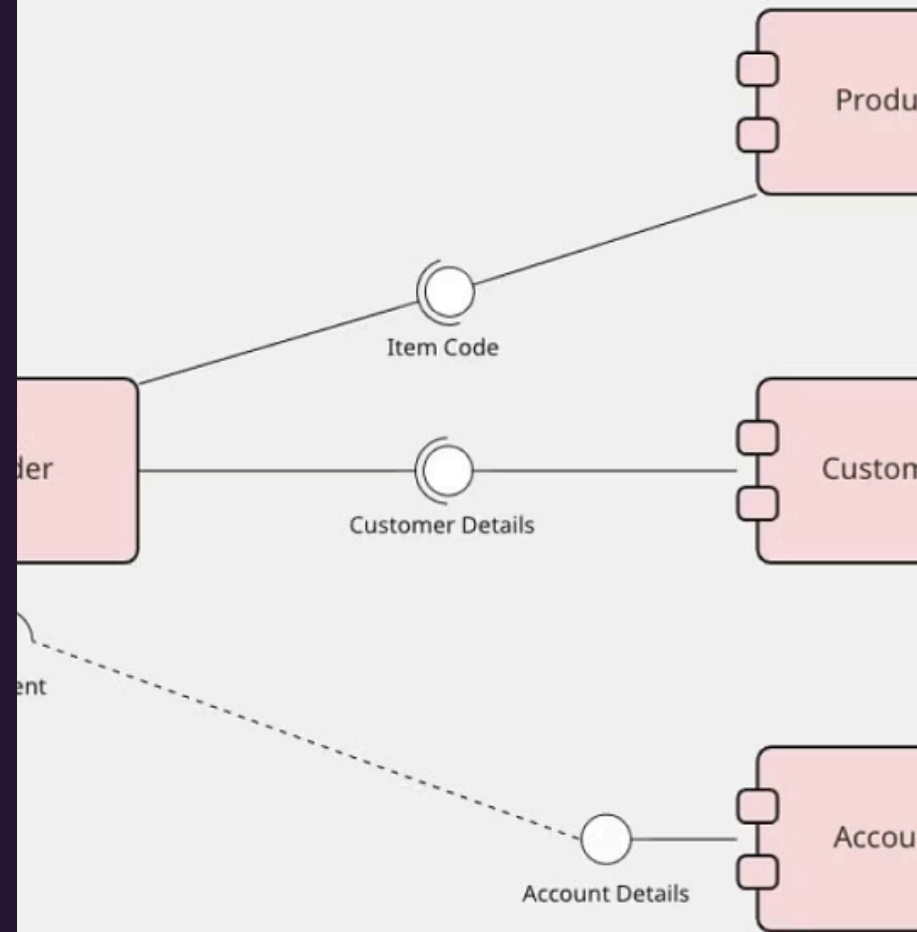 Produ
Item Code
der
Custom
Customer Details
ent
Accou
Account Details